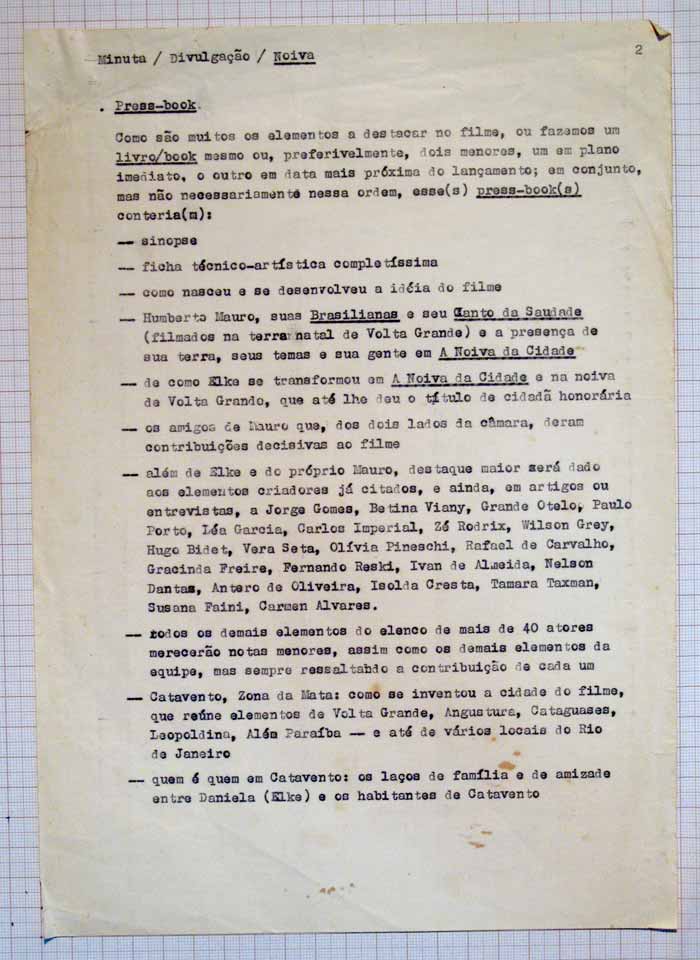 Minuta / Divulgação / Noiva
2
. Press-book.
Como são muitos os elementos a destacar no filme, ou fazemos um
livro/book mesmo ou, preferivelmente, dois menores, um em plano
imediato, o outro em data mais próxima do lançamento; em conjunto,
mas não necessariamente nessa ordem, esse(s) press-book(s)
conteria(m):
-- sinopse
-- ficha técnico-artística completíssima
-- como nasceu e se desenvolveu a idéia do filme
-- Humberto Mauro, suas Brasilianas e seu Canto da Saudade
(filmados na terra natal de Volta Grande) e a presença de
sua terra, seus temas e sua gente em A Noiva da Cidade
-- de como Elke se transformou em A Noiva da Cidade e na noiva
de Volta Grande, que até lhe deu o título de cidadã honorária
-- os amigos de Mauro que, dos dois lados da câmara, deram
contribuições decisivas ao filme
-- além de Elke e do próprio Mauro, destaque maior será dado
aos elementos criadores já citados, e ainda, em artigos ou
entrevistas, a Jorge Gomes, Betina Viany, Grande Otelo, Paulo
Porto, Léa Garcia, Carlos Imperial, Zé Rodrix, Wilson Grey,
Hugo Bidet, Vera Seta, Olívia Pineschi, Rafael de Carvalho,
Gracinda Freire, Fernando Reski, Ivan de Almeida, Nelson
Dantas, Antero de Oliveira, Isolda Cresta, Tamara Taxman,
Susana Faini, Carmen Alvares.
-- todos os demais elementos do elenco de mais de 40 atores
merecerão notas menores, assim como os demais elementos da
equipe, mas sempre ressaltando a contribuição de cada um
-- Catavento, Zona da Mata: como se inventou a cidade do filme,
que reúne elementos de Volta Grande, Angustura, Cataguases,
Leopoldina, Além Paraíba -- e até de vários locais do Rio
de Janeiro
-- quem é quem em Catavento: os laços de família e de amizade
entre Daniela (Elke) e os habitantes de Catavento